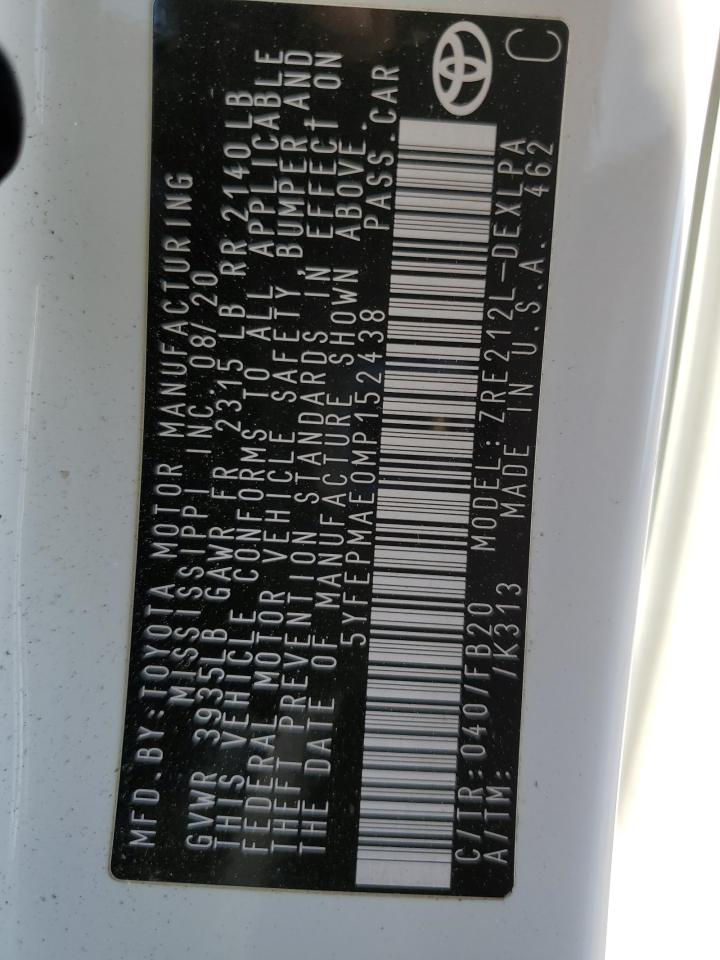 MFD.BY:TOYOTA MOTOR MANUFACTURING
MISSISSIPPI INC 08/20
GVWR 3935LB GAWR FR 2315 LB RR 2140LB
THIS VEHICLE CONFORMS TO ALL APPLICABLE
FEDERAL MOTOR VEHICLE SAFETY, BUMPER AND
THEFT PREVENTION STANDARDS IN EFFECT ON
THE DATE OF MANUFACTURE SHOWN ABOVE.
5YFEPMAE0MP152438 PASS.CAR
C/TR:040/FB20 MODEL:ZRE212L-DEXLPA
A/TM: /K313 MADE IN U.S.A. 462
C